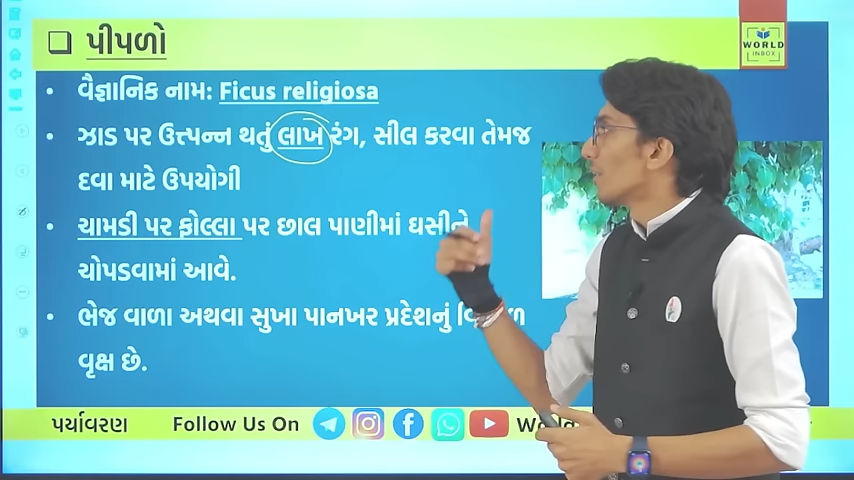 ❑ પીપળો
WORLD
INBOX
• વૈજ્ઞાનિક નામ: Ficus religiosa
• ઝાડ પર ઉત્ત્પન્ન થતું લાખ રંગ, સીલ કરવા તેમજ
દવા માટે ઉપયોગી
• ચામડી પર ફોલ્લા પર છાલ પાણીમાં ઘસીને
ચોપડવામાં આવે.
• ભેજ વાળા અથવા સુખા પાનખર પ્રદેશનું
વૃક્ષ છે.
પર્યાવરણ Follow Us On